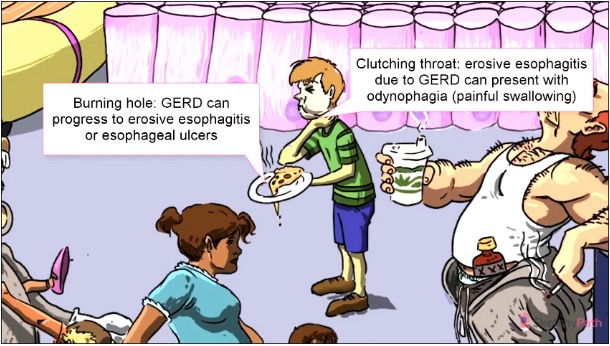 Clutching throat: erosive esophagitis
due to GERD can present with
odynophagia (painful swallowing)
Burning hole: GERD can
progress to erosive esophagitis
or esophageal ulcers
XXX